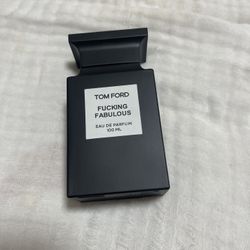 TOM FORD
FUCKING
FABULOUS
EAU DE PARFUM
100 ML